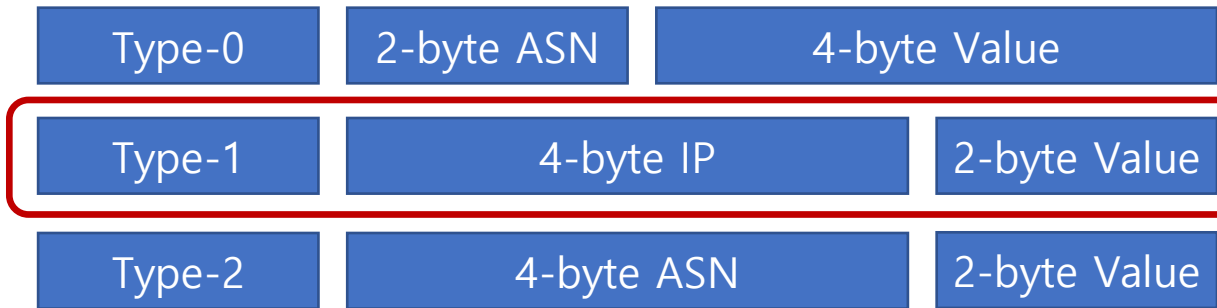 Type-0 2-byte ASN 4-byte Value
Type-1 4-byte IP 2-byte Value
Type-2 4-byte ASN 2-byte Value